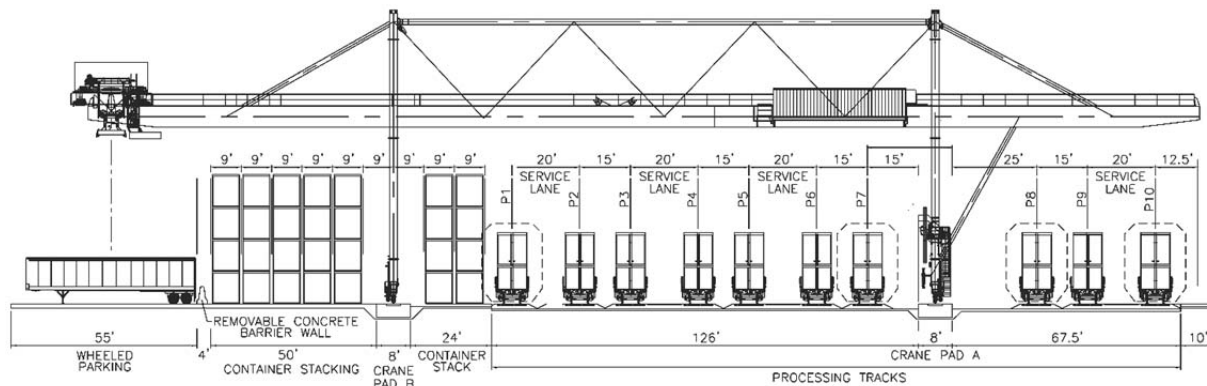 9' 9' 9' 9' 9' 9' 9' 9' 9'
20' 15' 20' 15' 20' 15' 15' 25' 15' 20' 12.5'
SERVICE LANE
SERVICE LANE
SERVICE LANE
SERVICE LANE
P1 P2 P3 P4 P5 P6 P7 P8 P9 P10
REMOVABLE CONCRETE
BARRIER WALL
55' 4' 50' 8' 24' 126' 8' 67.5' 10'
WHEELED
PARKING
CONTAINER STACKING
CRANE
PAD B
CONTAINER
STACK
CRANE PAD A
PROCESSING TRACKS